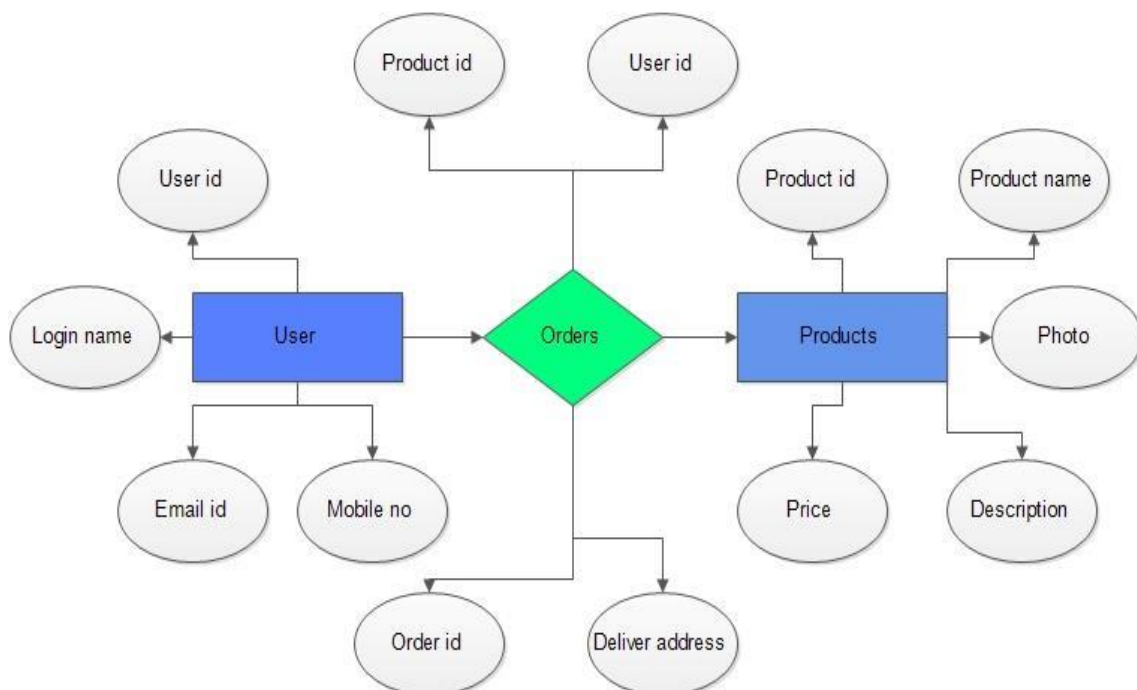 Product id
User id
User id
Product id
Product name
Login name
User
Orders
Products
Photo
Email id
Mobile no
Price
Description
Order id
Deliver address